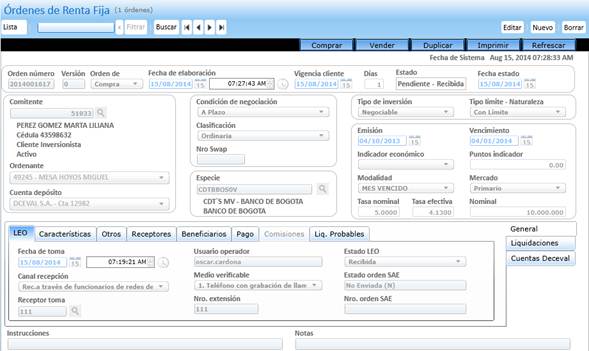 Órdenes de Renta Fija (1 órdenes)
Lista Filtrar Buscar Editar Nuevo Borrar
Comprar Vender Duplicar Imprimir Refrescar
Fecha de Sistema Aug 15, 2014 07:28:33 AM
Orden número Versión Orden de Fecha de elaboración Vigencia cliente Días Estado Fecha estado
2014001617 0 Compra 15/08/2014 15 07:27:43 AM 15/08/2014 15 1 Pendiente - Recibida 15/08/2014 15
Comitente Condición de negociación Tipo de inversión Tipo límite - Naturaleza
51933 A Plazo Negociable Con Límite
PEREZ GOMEZ MARTA LILIANA Clasificación Emisión Vencimiento
Cédula 43598632 Ordinaria 04/10/2013 15 04/01/2014 15
Cliente Inversionista Nro Swap Indicador económico Puntos indicador
Activo 0.00
Ordenante Especie Modalidad Mercado
49245 - MESA HOYOS MIGUEL CDTBBOS0V MES VENCIDO Primario
Cuenta depósito CDT´S MV - BANCO DE BOGOTA Tasa nominal Tasa efectiva Nominal
DCEVAL S.A. - Cta 12982 BANCO DE BOGOTA 5.0000 4.1300 10.000.000
LEO Características Otros Receptores Beneficiarios Pago Comisiones Liq. Probables General
Liquidaciones
Cuentas Deceval
Fecha de toma Usuario operador Estado LEO
15/08/2014 15 07:19:21 AM oscar.cardona Recibida
Canal recepción Medio verificable Estado orden SAE
Rec.a través de funcionarios de redes de 1. Teléfono con grabación de llam No Enviada (N)
Receptor toma Nro. extensión Nro. orden SAE
111 111
Instrucciones Notas